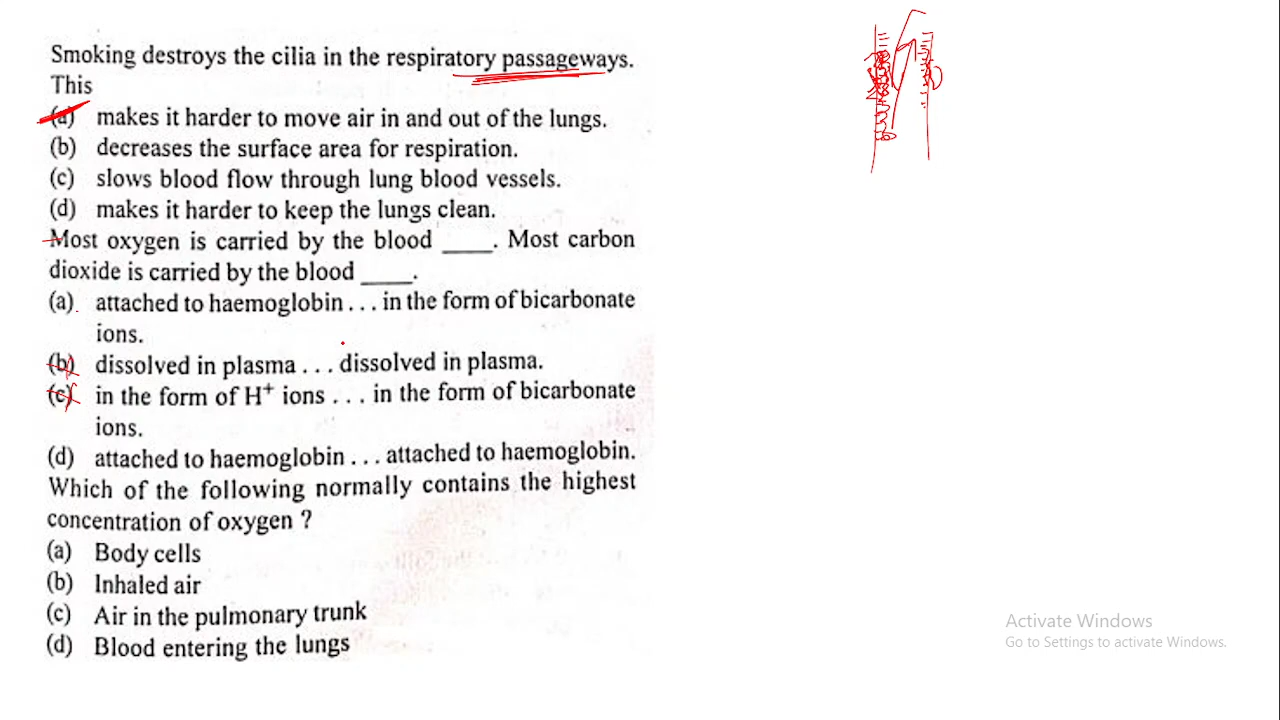 Smoking destroys the cilia in the respiratory passageways.
This
(a) makes it harder to move air in and out of the lungs.
(b) decreases the surface area for respiration.
(c) slows blood flow through lung blood vessels.
(d) makes it harder to keep the lungs clean.
Most oxygen is carried by the blood ____. Most carbon
dioxide is carried by the blood ____.
(a) attached to haemoglobin . . . in the form of bicarbonate
ions.
(b) dissolved in plasma . . . dissolved in plasma.
(c) in the form of H⁺ ions . . . in the form of bicarbonate
ions.
(d) attached to haemoglobin . . . attached to haemoglobin.
Which of the following normally contains the highest
concentration of oxygen ?
(a) Body cells
(b) Inhaled air
(c) Air in the pulmonary trunk
(d) Blood entering the lungs
Activate Windows
Go to Settings to activate Windows.